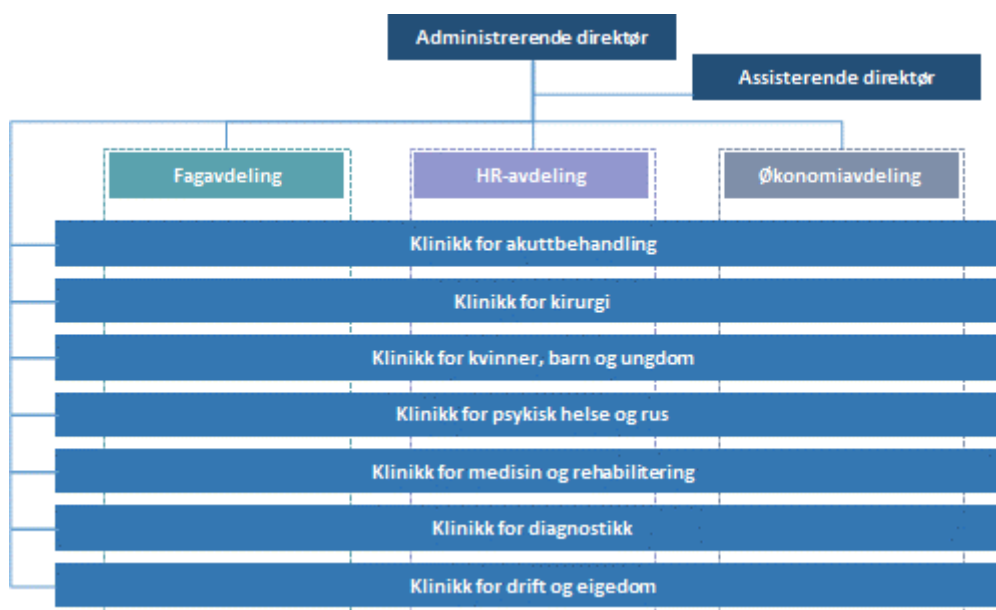 Administrerende direktør
Assisterende direktør
Fagavdeling
HR-avdeling
Økonomiavdeling
Klinikk for akuttbehandling
Klinikk for kirurgi
Klinikk for kvinner, barn og ungdom
Klinikk for psykisk helse og rus
Klinikk for medisin og rehabilitering
Klinikk for diagnostikk
Klinikk for drift og eigedom